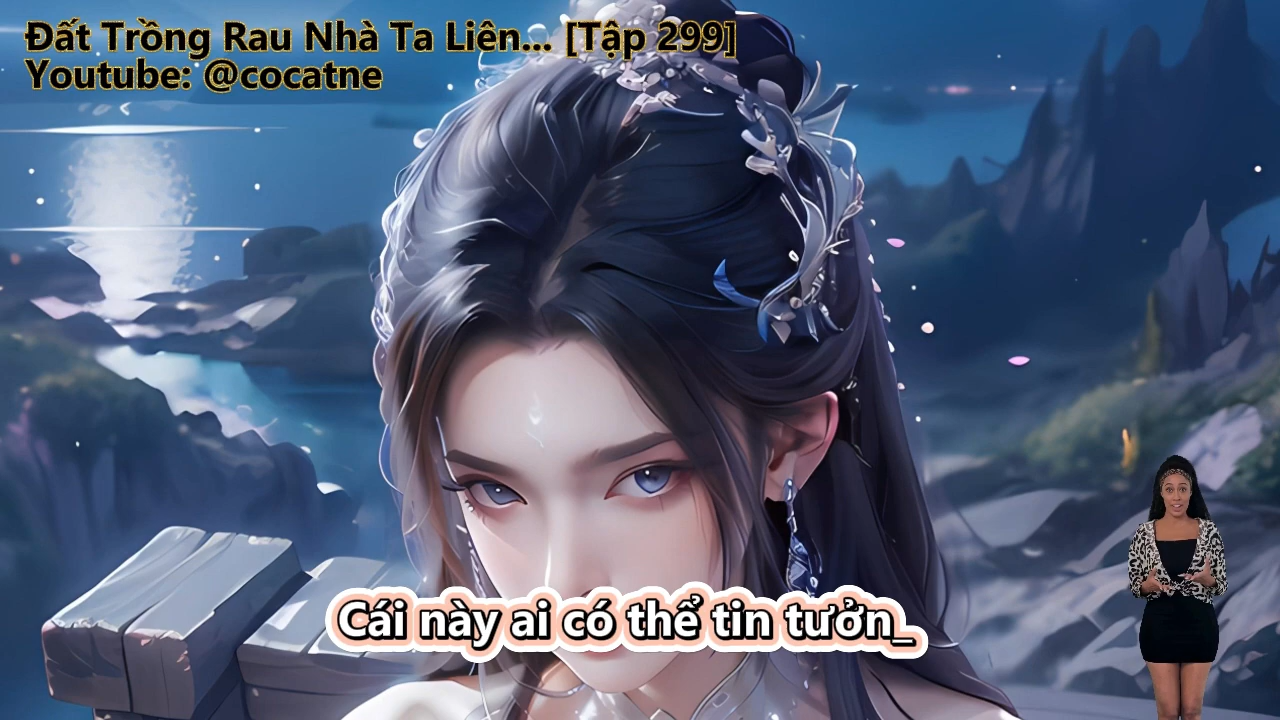 Đất Trồng Rau Nhà Ta Liên... [Tập 299]
Youtube: @cocatne
Cái này ai có thể tin tưởn_